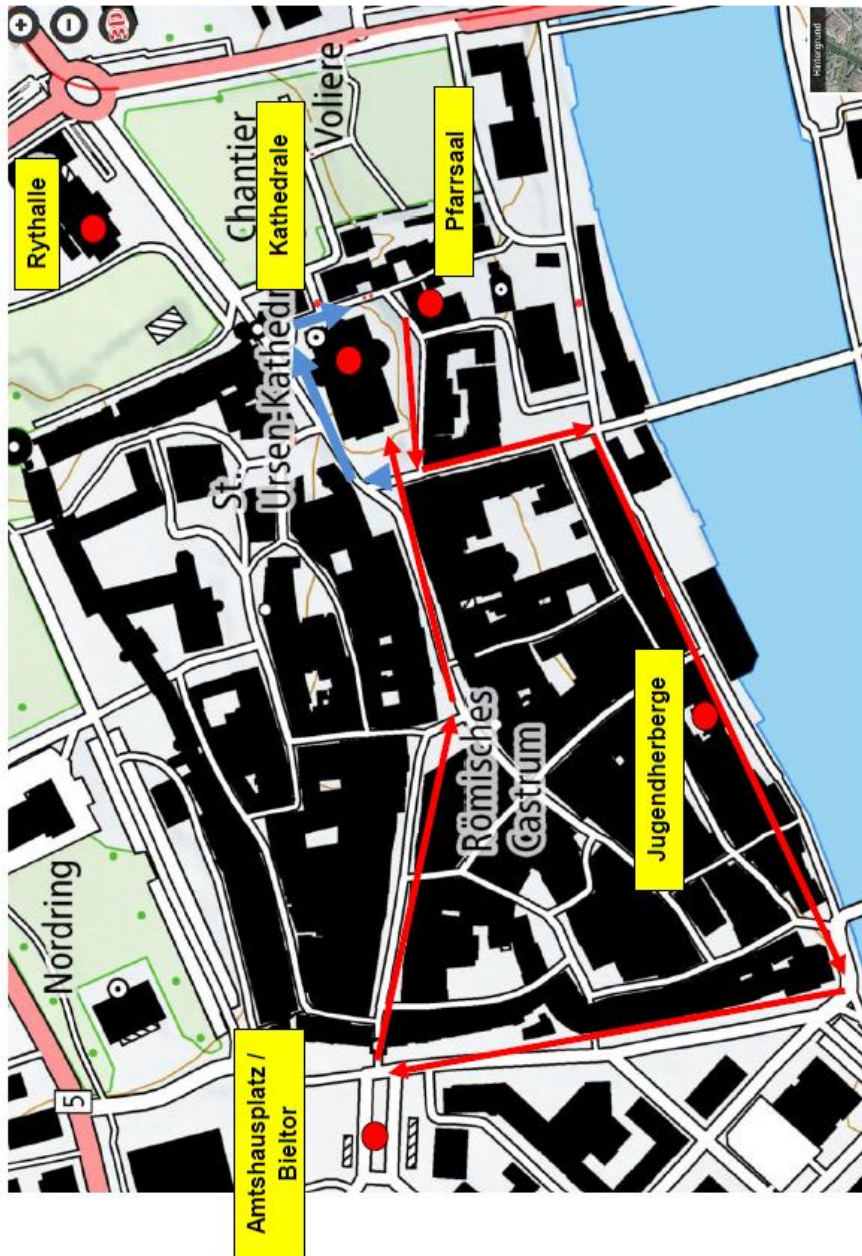 Rythalle
3D
Nordring
5
Chantier
Voliere
St.
Ursen-Kathedr
Kathedrale
Amtshausplatz /
Bieltor
Pfarrsaal
Römisches
Castrum
Jugendherberge
Hintergrund